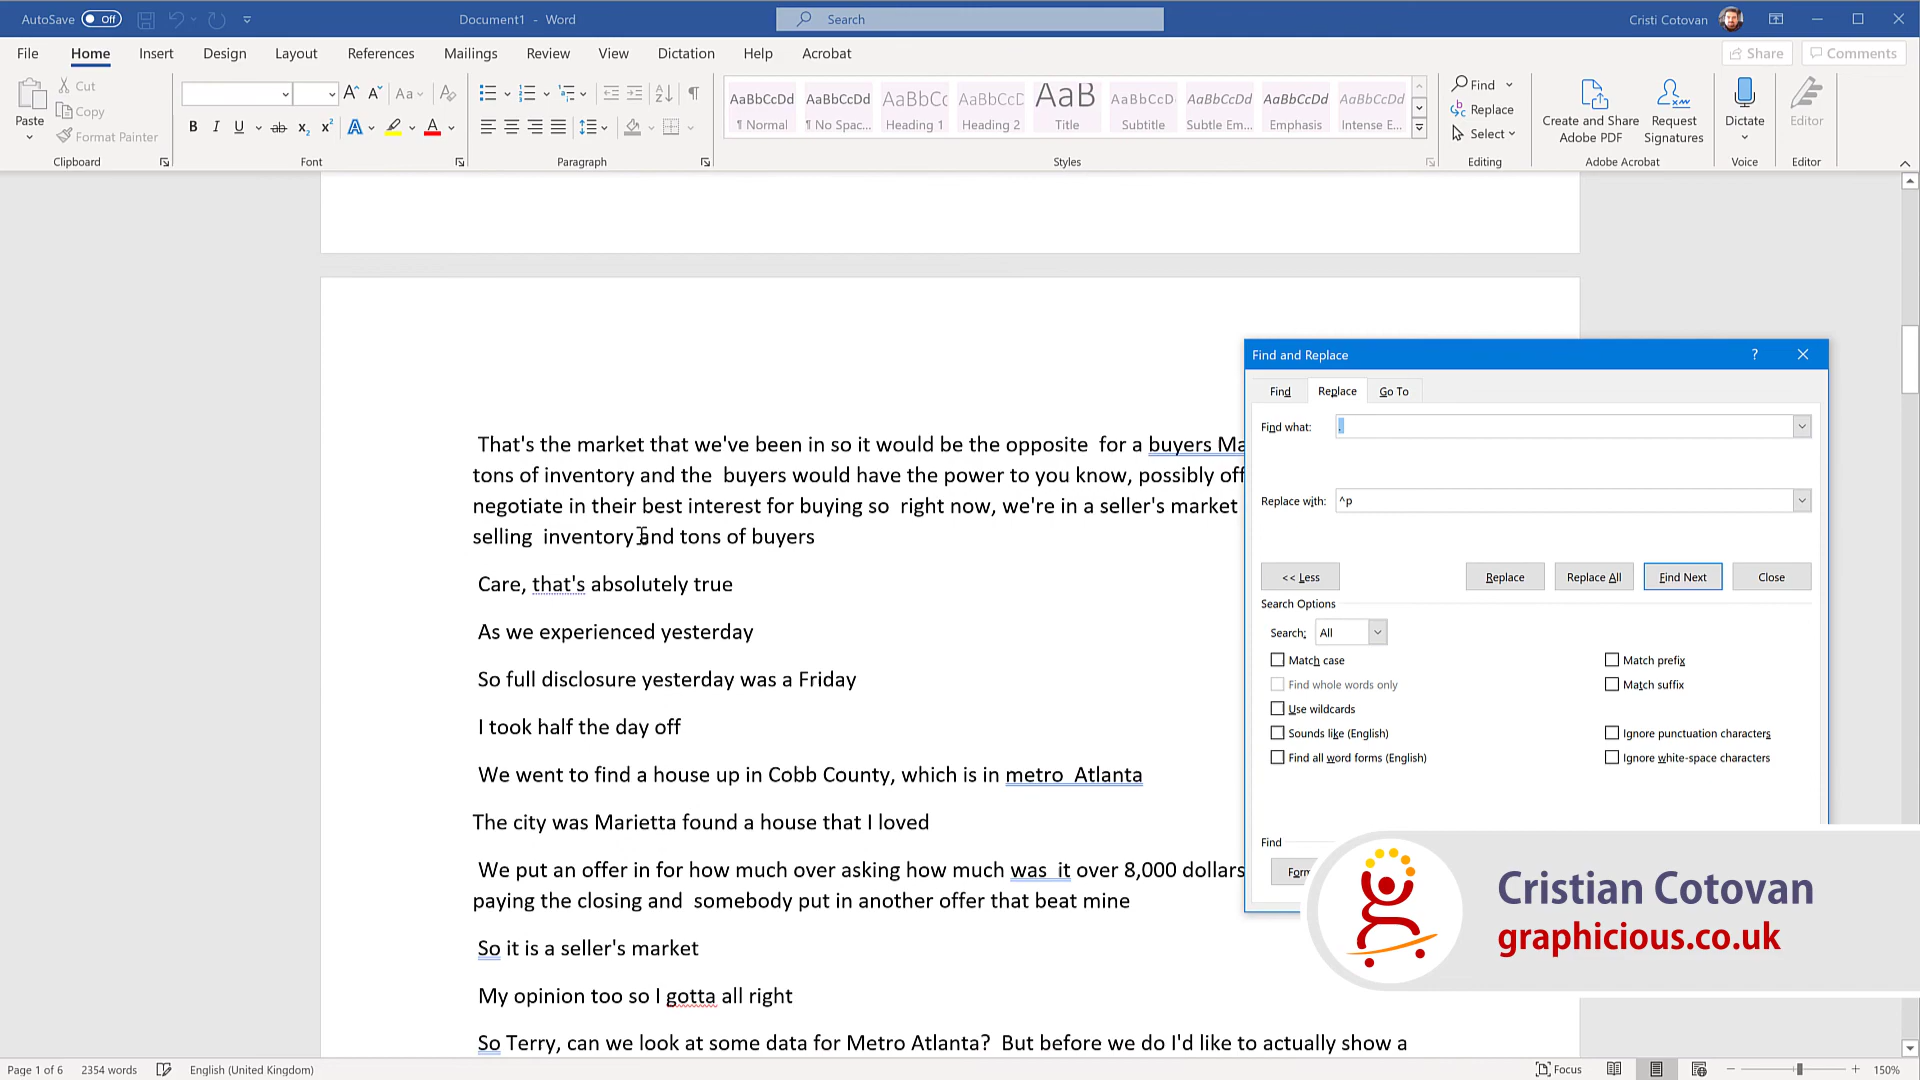 AutoSave Off Document1 - Word Search Cristi Cotovan
File Home Insert Design Layout References Mailings Review View Dictation Help Acrobat Share Comments
Paste Cut
Copy
Format Painter
Clipboard
Aa
B I U ab x₂ x² A A
Font
Paragraph
AaBbCcDd AaBbCcDd AaBbCc AaBbCcD AaB AaBbCcD AaBbCcDd AaBbCcDd AaBbCcDd
¶ Normal ¶ No Spac... Heading 1 Heading 2 Title Subtitle Subtle Em... Emphasis Intense E...
Styles
Find
Replace
Select
Editing
Create and Share Adobe PDF
Request Signatures
Adobe Acrobat
Dictate
Voice
Editor
Editor
That's the market that we've been in so it would be the opposite  for a buyers Ma
tons of inventory and the  buyers would have the power to you know, possibly off
negotiate in their best interest for buying so  right now, we're in a seller's market
selling  inventory and tons of buyers
Care, that's absolutely true
As we experienced yesterday
So full disclosure yesterday was a Friday
I took half the day off
We went to find a house up in Cobb County, which is in metro  Atlanta
The city was Marietta found a house that I loved
We put an offer in for how much over asking how much was  it over 8,000 dollars
paying the closing and  somebody put in another offer that beat mine
So it is a seller's market
My opinion too so I gotta all right
So Terry, can we look at some data for Metro Atlanta?  But before we do I'd like to actually show a
Find and Replace ?
Find Replace Go To
Find what: .
Replace with: ^p
<< Less Replace Replace All Find Next Close
Search Options
Search: All
Match case Match prefix
Find whole words only Match suffix
Use wildcards
Sounds like (English) Ignore punctuation characters
Find all word forms (English) Ignore white-space characters
Find
Form
Cristian Cotovan
graphicious.co.uk
Page 1 of 6 2354 words English (United Kingdom) Focus 150%